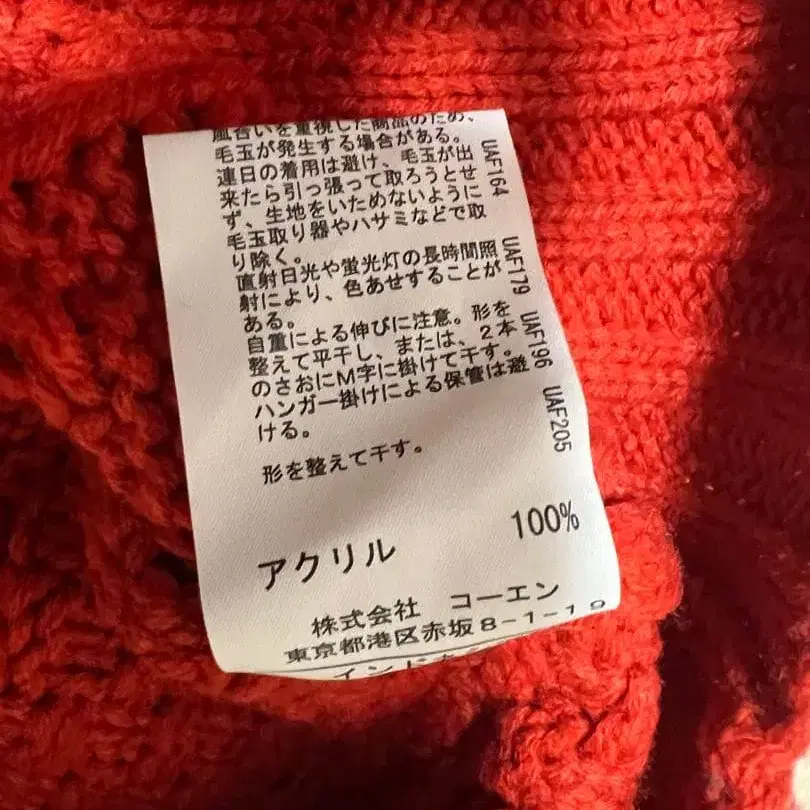 風合いを重視した商品のため、
毛玉が発生する場合がある。
連日の着用は避け、毛玉が出
来たら引っ張って取ろうとせ
ず、生地をいためないように
毛玉取り器やハサミなどで取
り除く。
UAF164
直射日光や蛍光灯の長時間照
射により、色あせすることが
ある。
UAF179
自重による伸びに注意。形を
整えて平干し、または、2本
のさおにM字に掛けて干す。
ハンガー掛けによる保管は避
ける。
UAF196
形を整えて干す。
UAF205
アクリル 100%
株式会社 コーエン
東京都港区赤坂8-1-19